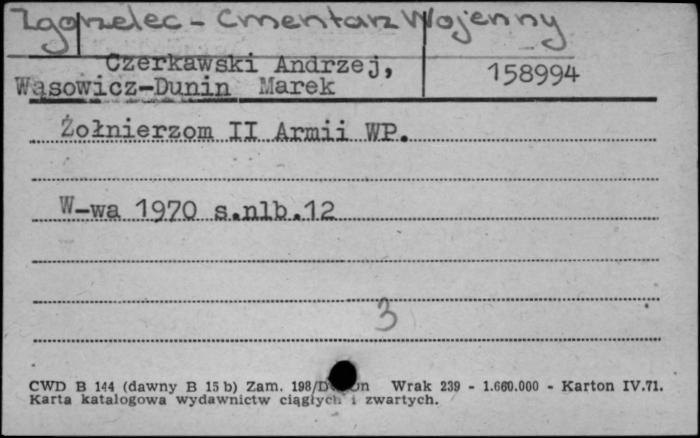 Zgorzelec - Cmentarz Wojenny
Czerkawski Andrzej,
Wąsowicz-Dunin Marek
158994
Żołnierzom II Armii WP.
W-wa 1970 s.nlb.12
3
CWD B 144 (dawny B 15 b) Zam. 198/ Wrak 239 - 1.660.000 - Karton IV.71.
Karta katalogowa wydawnictw ciągłych i zwartych.